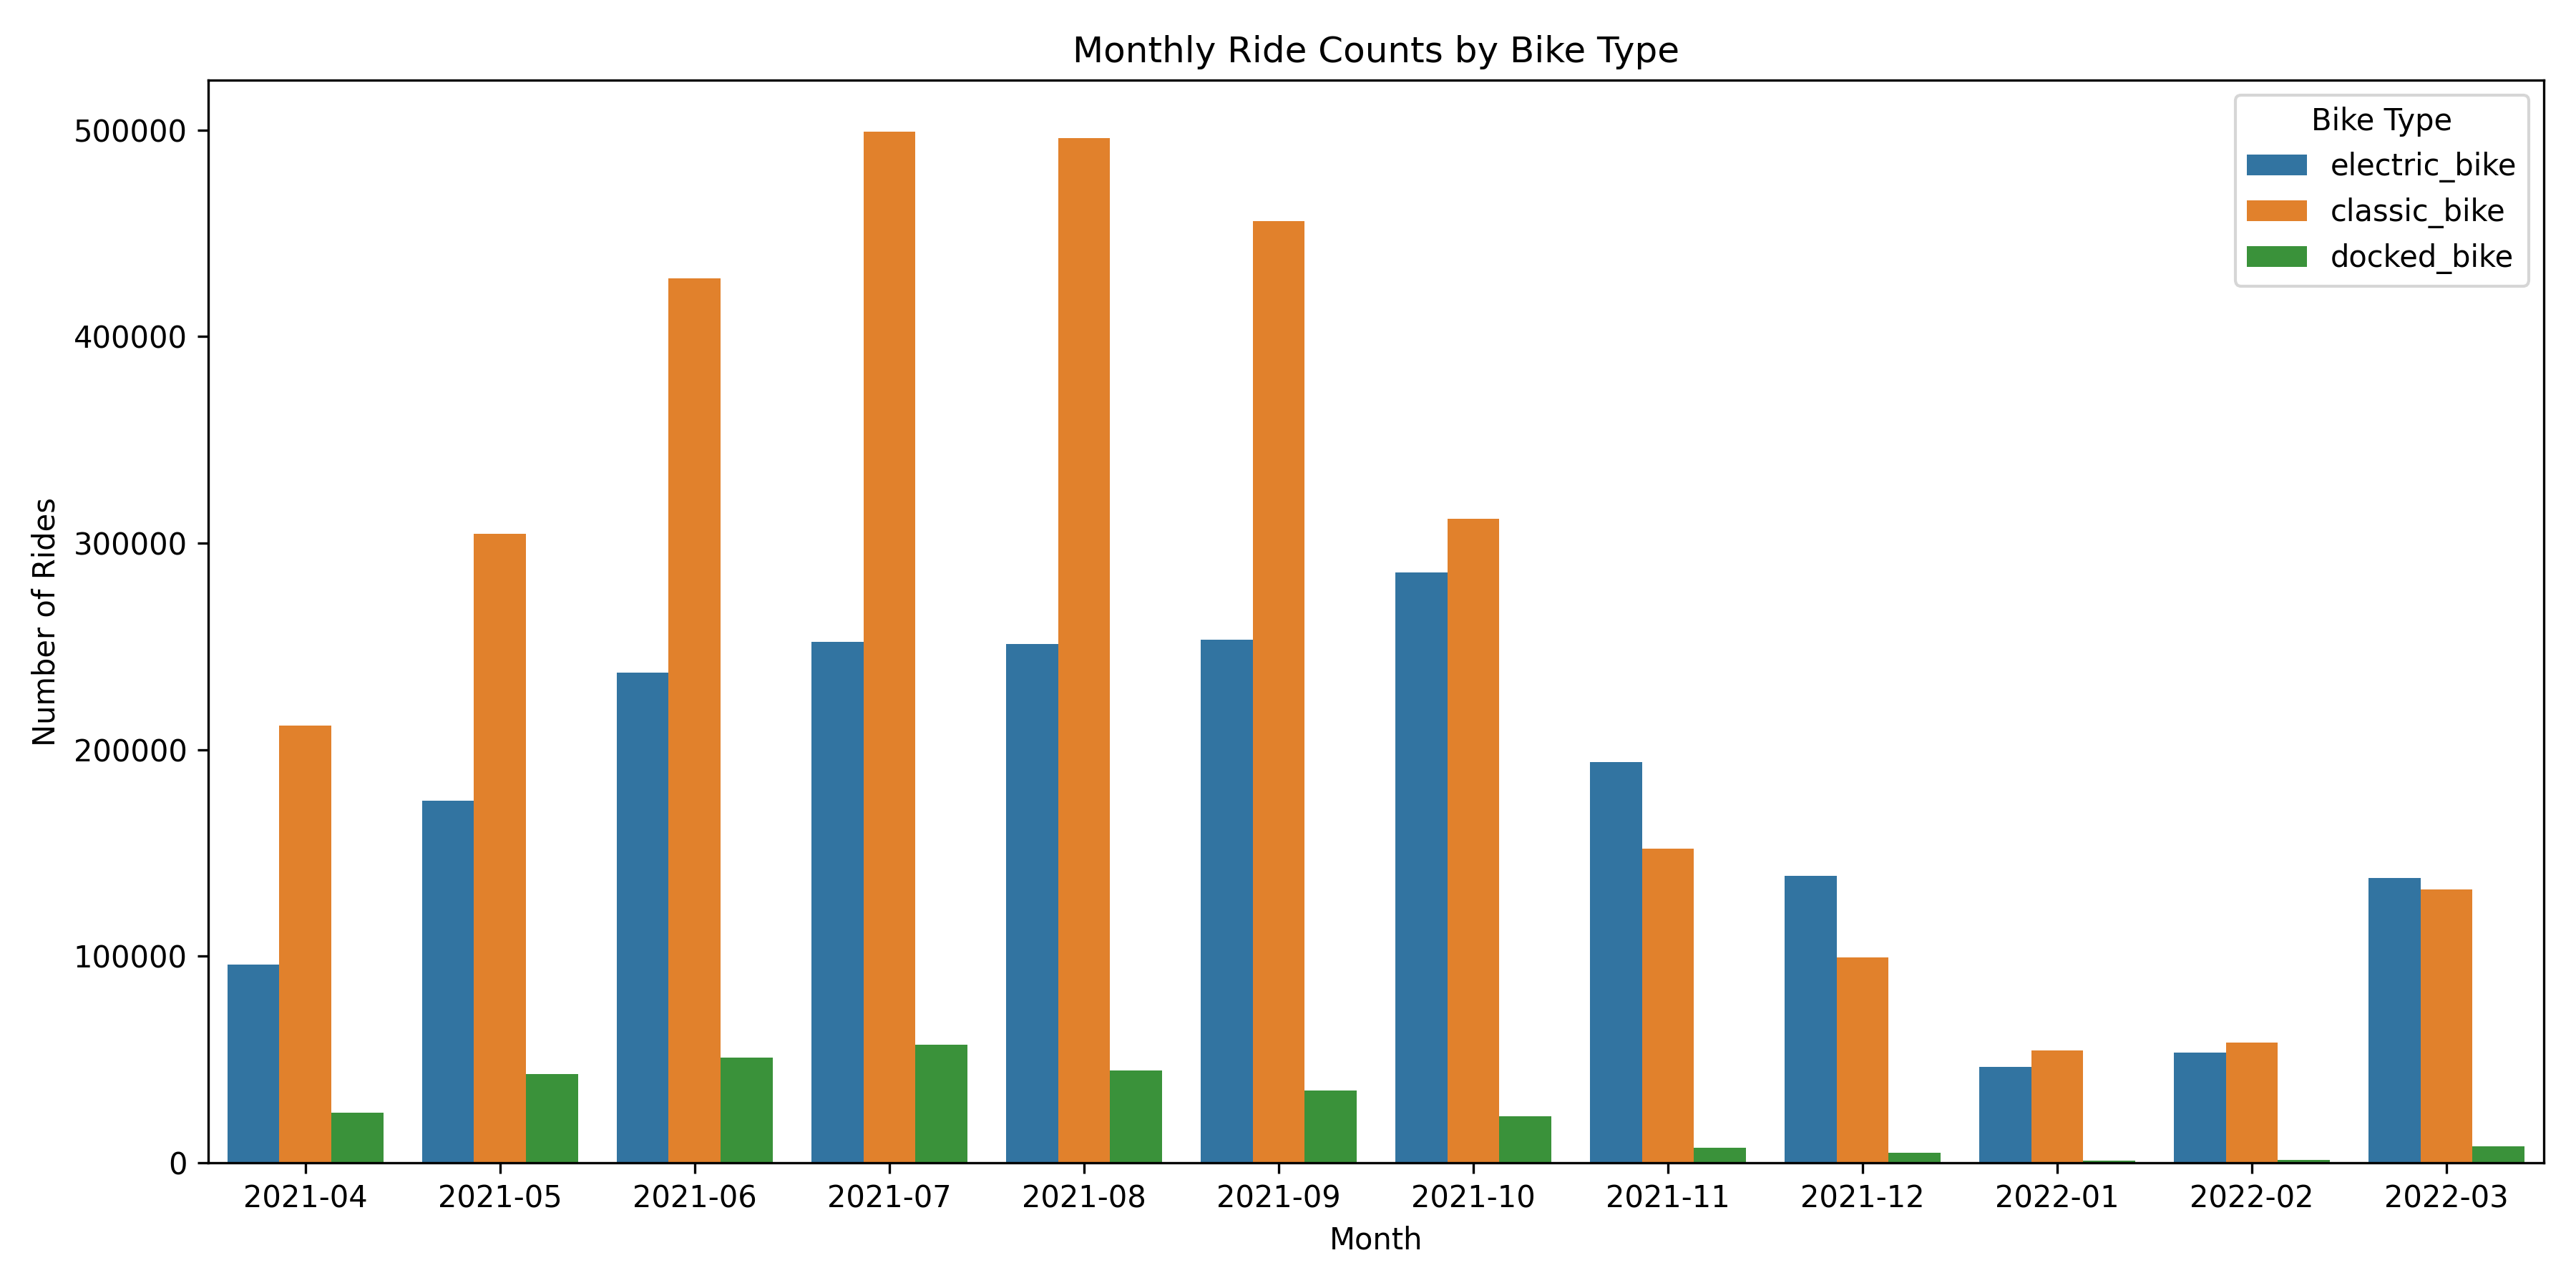 Monthly Ride Counts by Bike Type
Bike Type
electric_bike
classic_bike
docked_bike
Number of Rides
500000
400000
300000
200000
100000
0
2021-04 2021-05 2021-06 2021-07 2021-08 2021-09 2021-10 2021-11 2021-12 2022-01 2022-02 2022-03
Month